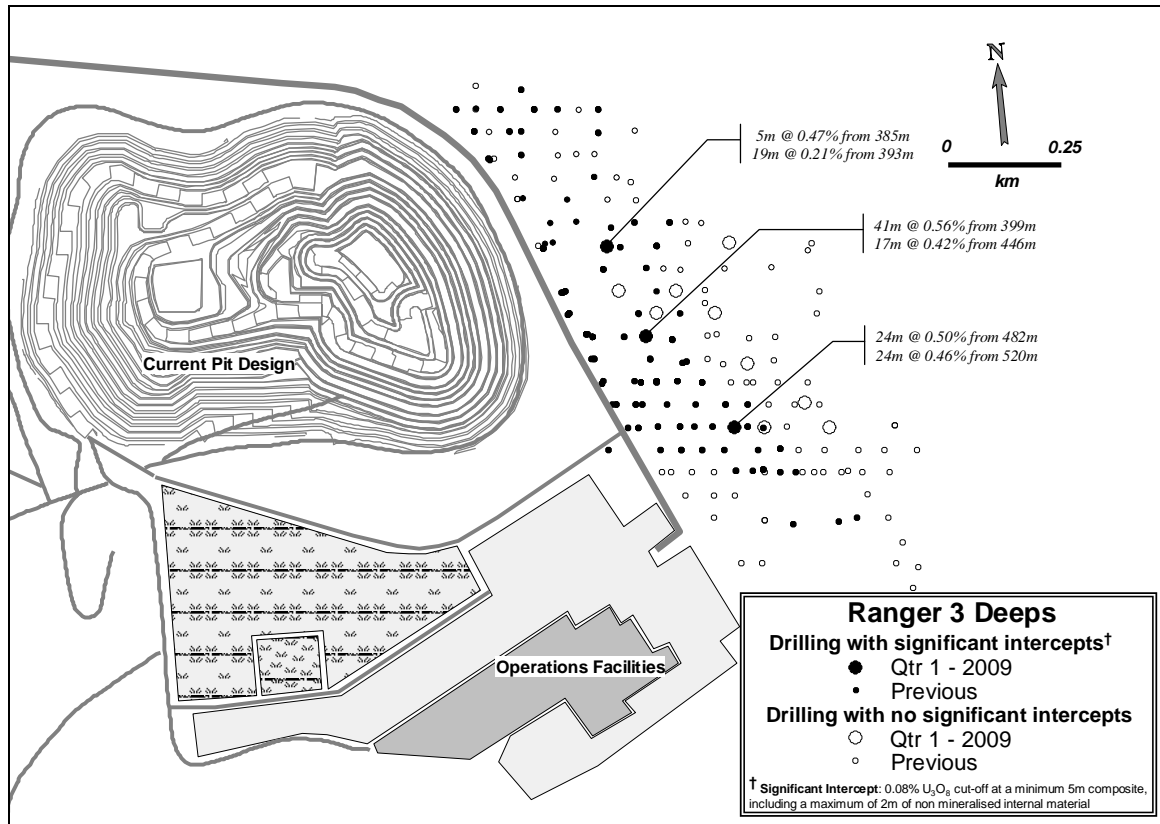 N
0 0.25
km
5m @ 0.47% from 385m
19m @ 0.21% from 393m
41m @ 0.56% from 399m
17m @ 0.42% from 446m
24m @ 0.50% from 482m
24m @ 0.46% from 520m
Current Pit Design
Operations Facilities
Ranger 3 Deeps
Drilling with significant intercepts†
Qtr 1 - 2009
Previous
Drilling with no significant intercepts
Qtr 1 - 2009
Previous
† Significant Intercept: 0.08% U₃O₈ cut-off at a minimum 5m composite,
including a maximum of 2m of non mineralised internal material